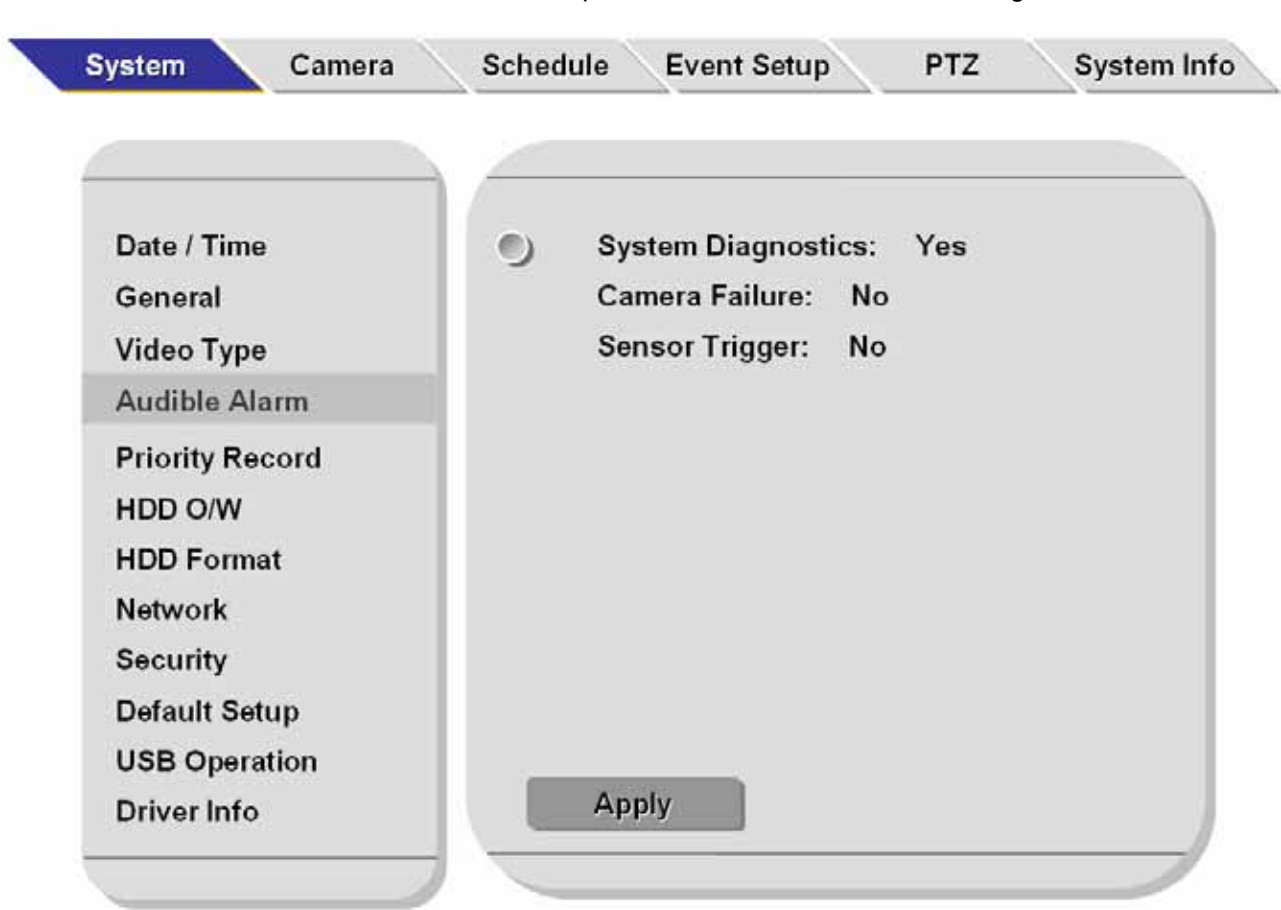 System Camera Schedule Event Setup PTZ System Info
Date / Time
General
Video Type
Audible Alarm
Priority Record
HDD O/W
HDD Format
Network
Security
Default Setup
USB Operation
Driver Info
System Diagnostics: Yes
Camera Failure: No
Sensor Trigger: No
Apply